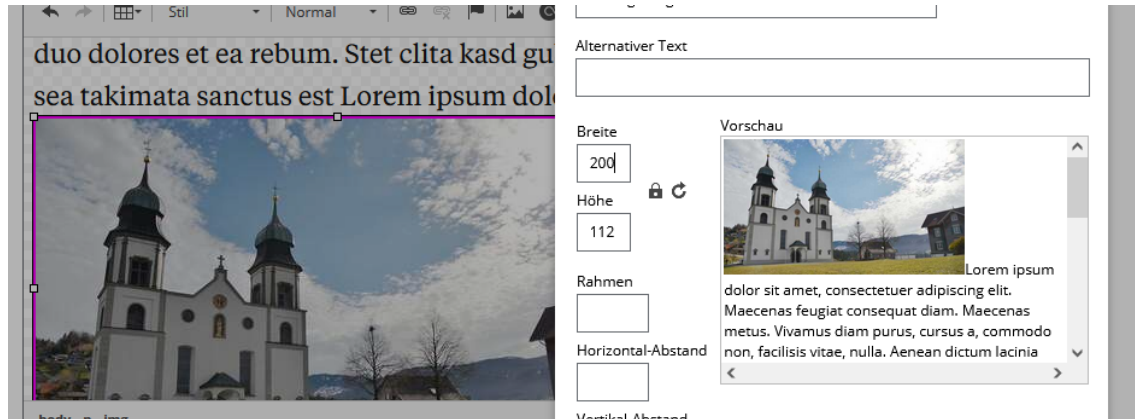 Stil Normal
duo dolores et ea rebum. Stet clita kasd gu
sea takimata sanctus est Lorem ipsum dol
Alternativer Text
Breite
200
Höhe
112
Rahmen
Horizontal-Abstand
Vertikal-Abstand
Vorschau
Lorem ipsum
dolor sit amet, consectetuer adipiscing elit.
Maecenas feugiat consequat diam. Maecenas
metus. Vivamus diam purus, cursus a, commodo
non, facilisis vitae, nulla. Aenean dictum lacinia
body p img